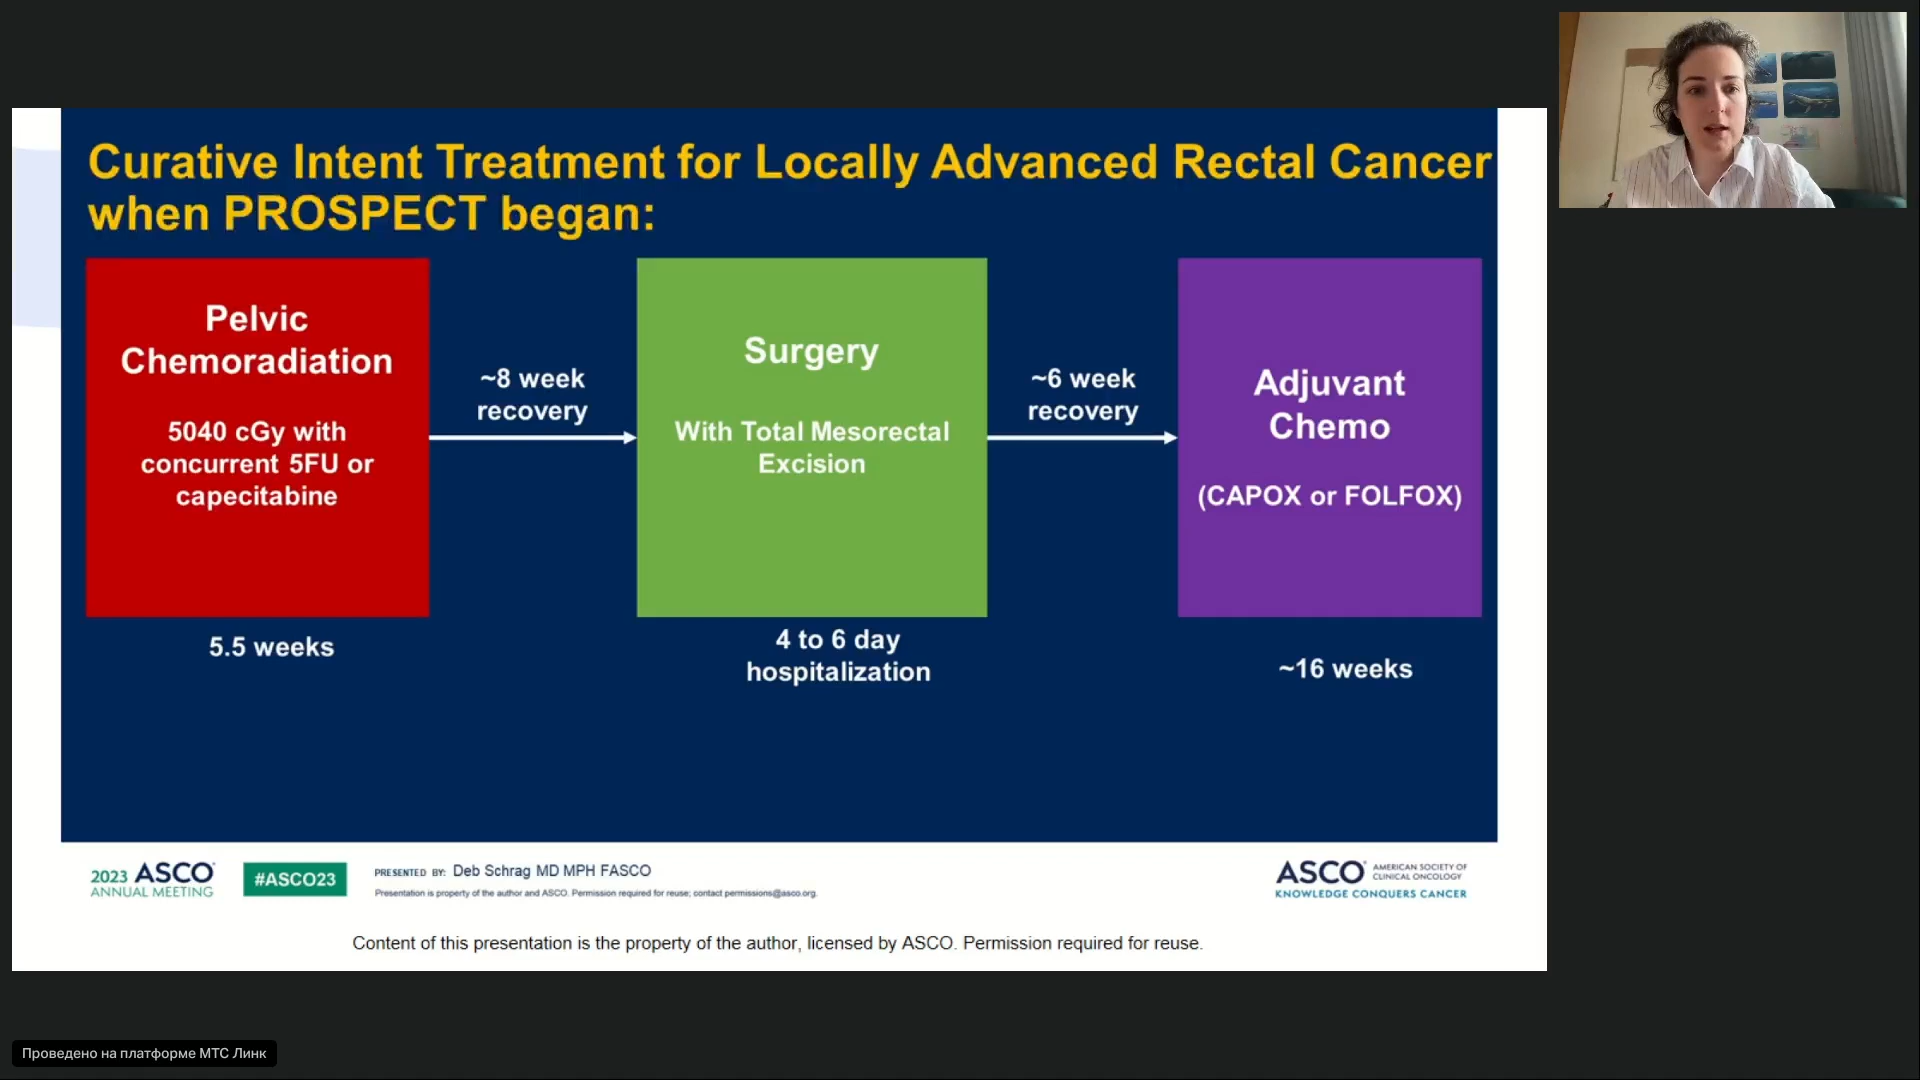 Curative Intent Treatment for Locally Advanced Rectal Cancer
when PROSPECT began:
Pelvic
Chemoradiation
5040 cGy with
concurrent 5FU or
capecitabine
5.5 weeks
~8 week
recovery
Surgery
With Total Mesorectal
Excision
4 to 6 day
hospitalization
~6 week
recovery
Adjuvant
Chemo
(CAPOX or FOLFOX)
~16 weeks
2023 ASCO
ANNUAL MEETING
#ASCO23
PRESENTED BY: Deb Schrag MD MPH FASCO
Presentation is property of the author and ASCO. Permission required for reuse; contact permissions@asco.org.
ASCO AMERICAN SOCIETY OF
CLINICAL ONCOLOGY
KNOWLEDGE CONQUERS CANCER
Content of this presentation is the property of the author, licensed by ASCO. Permission required for reuse.
Проведено на платформе МТС Линк